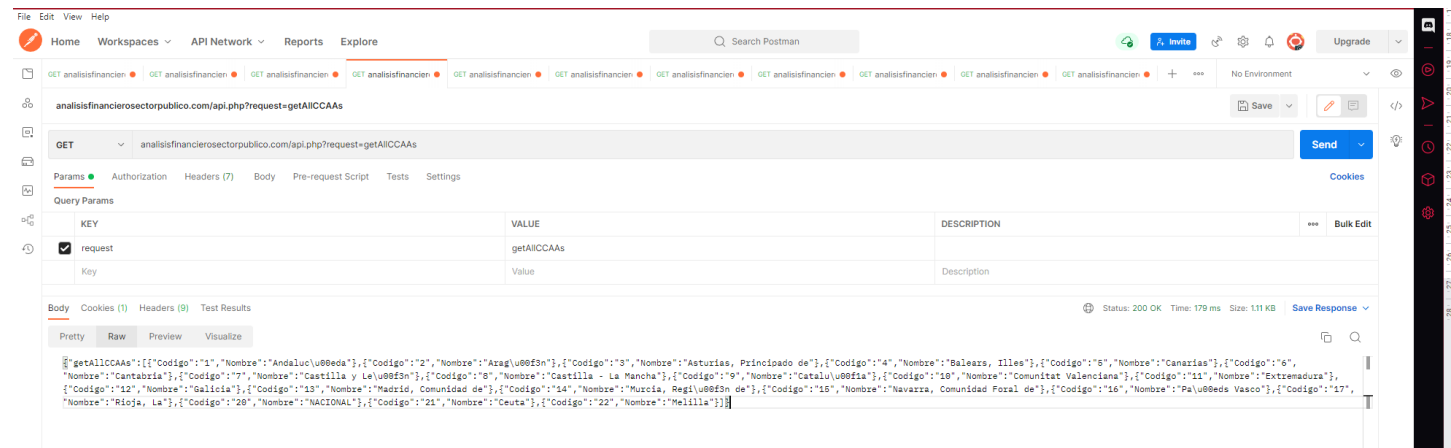 File Edit View Help
Home Workspaces API Network Reports Explore Search Postman Invite Upgrade
GET analisisfinancier GET analisisfinancier GET analisisfinancier GET analisisfinancier GET analisisfinancier GET analisisfinancier GET analisisfinancier GET analisisfinancier GET analisisfinancier GET analisisfinancier GET analisisfinancier No Environment
analisisfinancierosectorpublico.com/api.php?request=getAllCCAAs Save
GET analisisfinancierosectorpublico.com/api.php?request=getAllCCAAs Send
Params Authorization Headers (7) Body Pre-request Script Tests Settings Cookies
Query Params
KEY VALUE DESCRIPTION Bulk Edit
request getAllCCAAs
Key Value Description
Body Cookies (1) Headers (9) Test Results Status: 200 OK Time: 179 ms Size: 1.11 KB Save Response
Pretty Raw Preview Visualize
{"getAllCCAAs":[{"Codigo":"1","Nombre":"Andaluc\u00eda"},{"Codigo":"2","Nombre":"Arag\u00f3n"},{"Codigo":"3","Nombre":"Asturias, Principado de"},{"Codigo":"4","Nombre":"Balears, Illes"},{"Codigo":"5","Nombre":"Canarias"},{"Codigo":"6",
"Nombre":"Cantabria"},{"Codigo":"7","Nombre":"Castilla y Le\u00f3n"},{"Codigo":"8","Nombre":"Castilla - La Mancha"},{"Codigo":"9","Nombre":"Catalu\u00f1a"},{"Codigo":"10","Nombre":"Comunitat Valenciana"},{"Codigo":"11","Nombre":"Extremadura"},
{"Codigo":"12","Nombre":"Galicia"},{"Codigo":"13","Nombre":"Madrid, Comunidad de"},{"Codigo":"14","Nombre":"Murcia, Regi\u00f3n de"},{"Codigo":"15","Nombre":"Navarra, Comunidad Foral de"},{"Codigo":"16","Nombre":"Pa\u00eds Vasco"},{"Codigo":"17",
"Nombre":"Rioja, La"},{"Codigo":"20","Nombre":"NACIONAL"},{"Codigo":"21","Nombre":"Ceuta"},{"Codigo":"22","Nombre":"Melilla"}]}